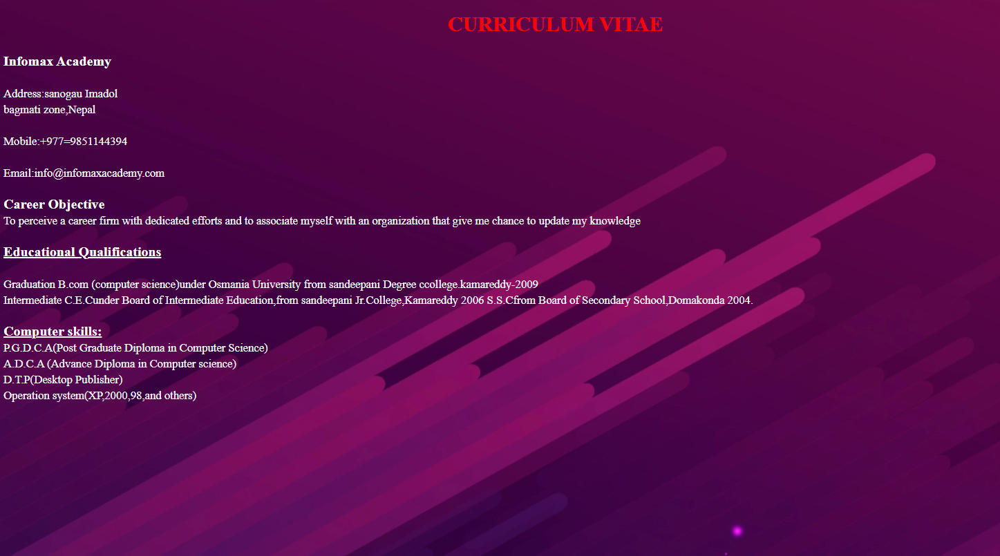 CURRICULUM VITAE
Infomax Academy
Address:sanogau Imadol
bagmati zone,Nepal
Mobile:+977=9851144394
Email:info@infomaxacademy.com
Career Objective
To perceive a career firm with dedicated efforts and to associate myself with an organization that give me chance to update my knowledge
Educational Qualifications
Graduation B.com (computer science)under Osmania University from sandeepani Degree ccollege.kamareddy-2009
Intermediate C.E.Cunder Board of Intermediate Education,from sandeepani Jr.College,Kamareddy 2006 S.S.Cfrom Board of Secondary School,Domakonda 2004.
Computer skills:
P.G.D.C.A(Post Graduate Diploma in Computer Science)
A.D.C.A (Advance Diploma in Computer science)
D.T.P(Desktop Publisher)
Operation system(XP,2000,98,and others)